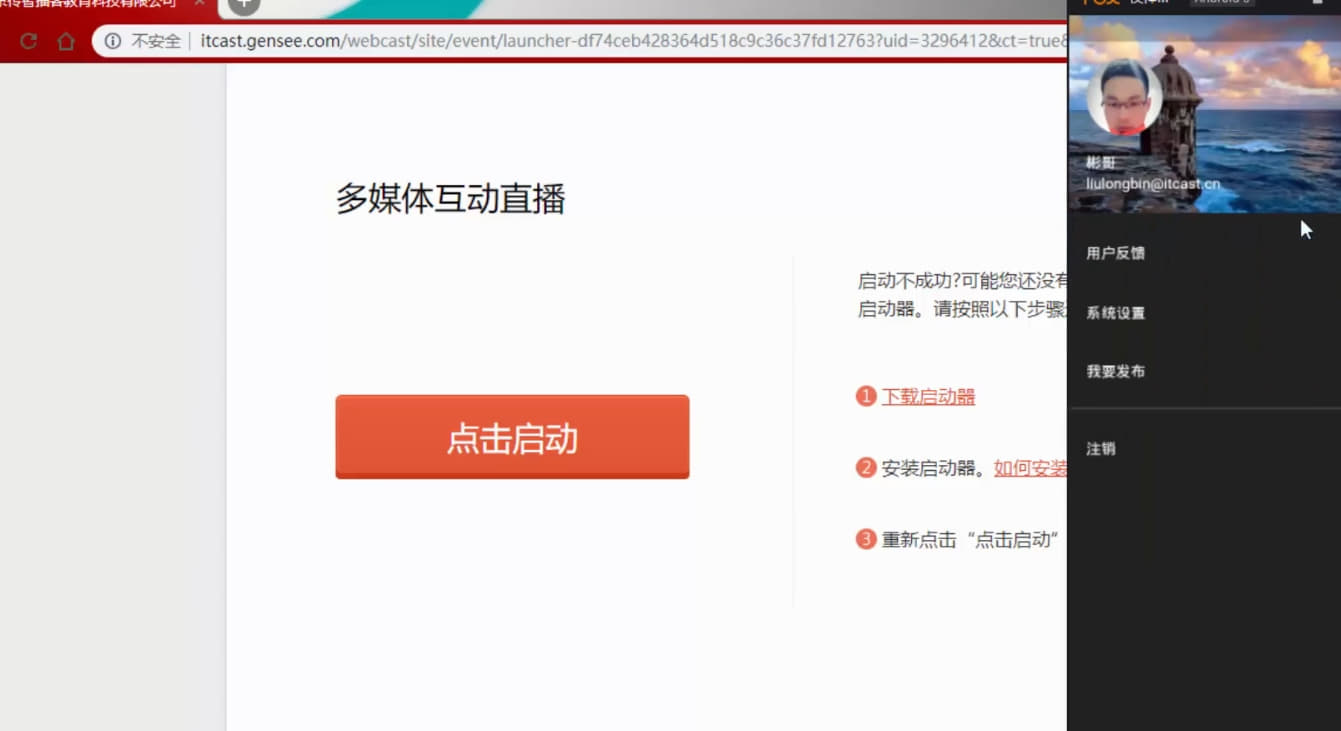 传智播客教育科技有限公司
不安全
itcast.gensee.com/webcast/site/event/launcher-df74ceb428364d518c9c36c37fd12763?uid=3296412&ct=true&
多媒体互动直播
点击启动
启动不成功?可能您还没有
启动器。请按照以下步骤
1 下载启动器
2 安装启动器。如何安装
3 重新点击“点击启动”
彬哥
liulongbin@itcast.cn
用户反馈
系统设置
我要发布
注销